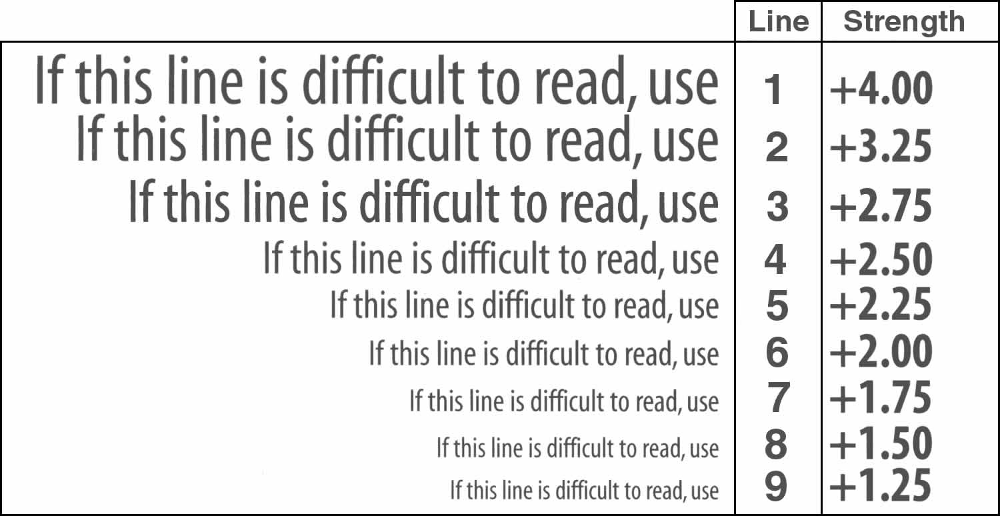 Line Strength
If this line is difficult to read, use 1 +4.00
If this line is difficult to read, use 2 +3.25
If this line is difficult to read, use 3 +2.75
If this line is difficult to read, use 4 +2.50
If this line is difficult to read, use 5 +2.25
If this line is difficult to read, use 6 +2.00
If this line is difficult to read, use 7 +1.75
If this line is difficult to read, use 8 +1.50
If this line is difficult to read, use 9 +1.25